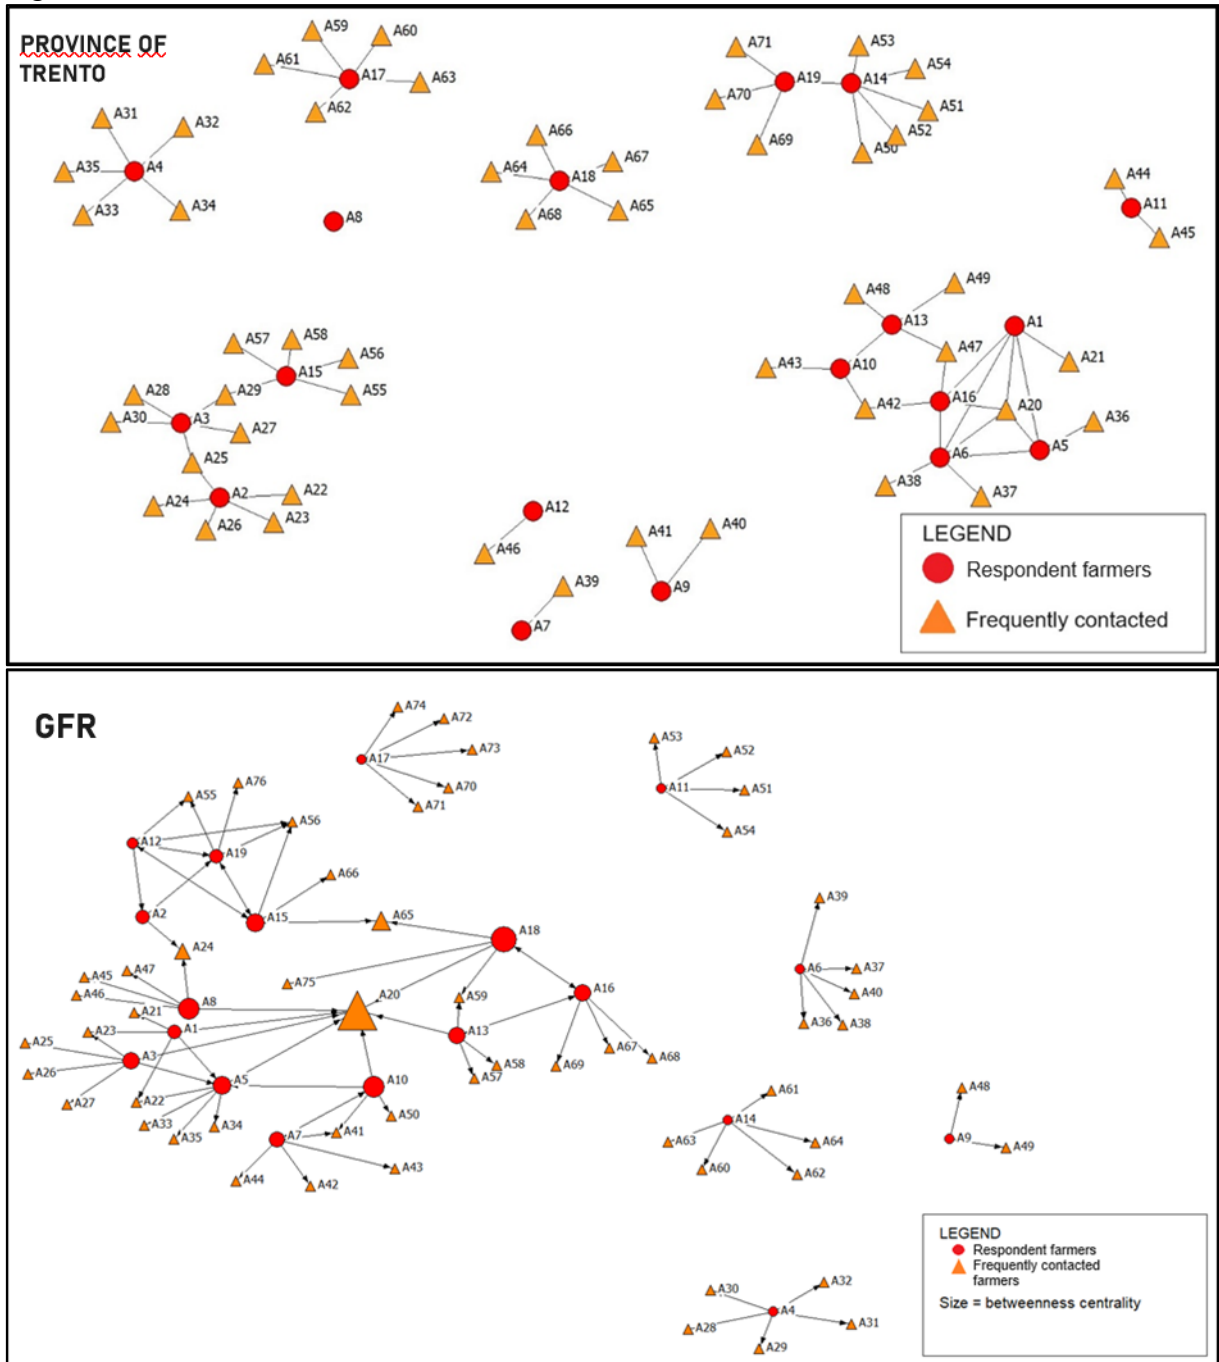 PROVINCE OF
TRENTO
A59
A60
A61
A17
A63
A62
A31
A32
A35
A4
A33
A34
A8
A66
A67
A64
A18
A68
A65
A71
A53
A19
A14
A54
A70
A51
A52
A50
A69
A44
A11
A45
A48
A49
A13
A1
A47
A43
A10
A21
A42
A16
A20
A36
A6
A5
A38
A37
A57
A58
A56
A15
A28
A29
A55
A30
A3
A27
A25
A24
A2
A22
A26
A23
A12
A46
A41
A40
A39
A9
A7
LEGEND
Respondent farmers
Frequently contacted
GFR
A74
A72
A17
A73
A70
A71
A53
A52
A11
A51
A54
A76
A55
A56
A12
A19
A66
A2
A15
A65
A18
A24
A47
A45
A75
A46
A8
A20
A59
A16
A21
A1
A23
A13
A25
A3
A58
A67
A68
A69
A57
A26
A5
A10
A27
A22
A50
A33
A34
A35
A7
A41
A43
A44
A42
A39
A6
A37
A40
A36
A38
A61
A48
A14
A63
A64
A9
A49
A60
A62
A30
A32
A4
A28
A31
A29
LEGEND
Respondent farmers
Frequently contacted
farmers
Size = betweenness centrality